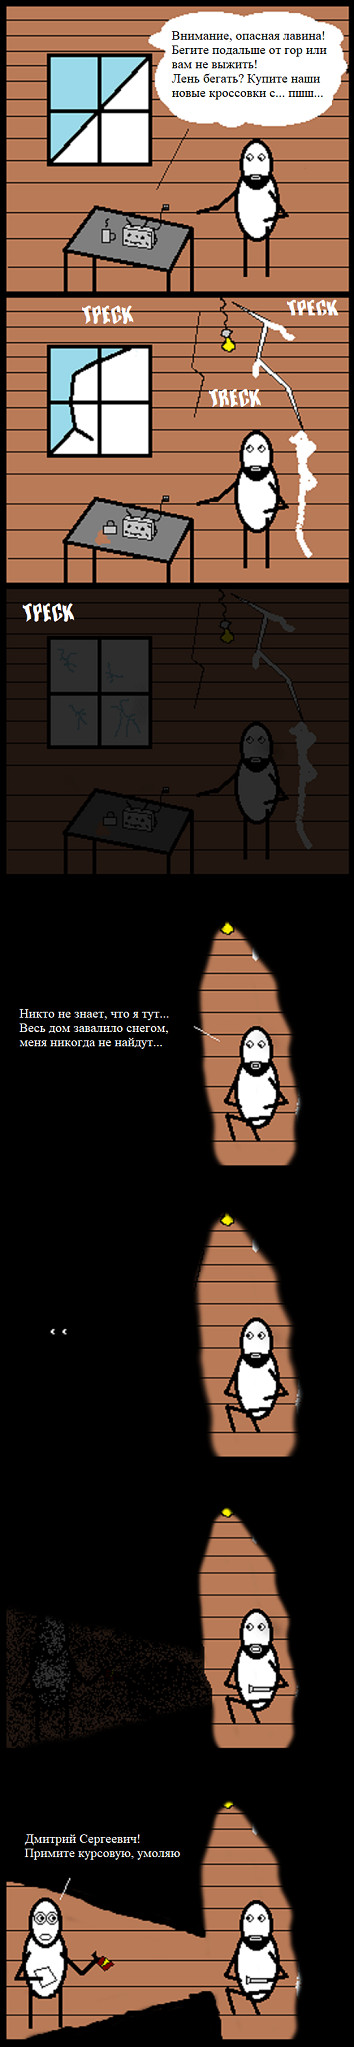 Внимание, опасная лавина!
Бегите подальше от гор или
вам не выжить!
Лень бегать? Купите наши
новые кроссовки с... пшш...
ТРЕСК
ТРЕСК
ТРЕСК
ТРЕСК
Никто не знает, что я тут...
Весь дом завалило снегом,
меня никогда не найдут...
Дмитрий Сергеевич!
Примите курсовую, умоляю